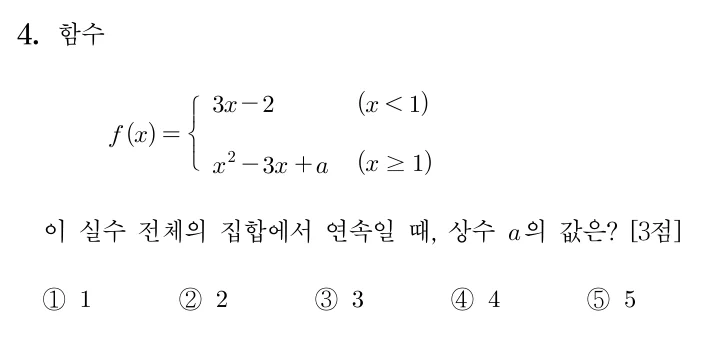 4. 함수
f(x) = { 3x-2 (x < 1)
x²-3x+a (x ≥ 1)
이 실수 전체의 집합에서 연속일 때, 상수 a의 값은? [3점]
① 1 ② 2 ③ 3 ④ 4 ⑤ 5